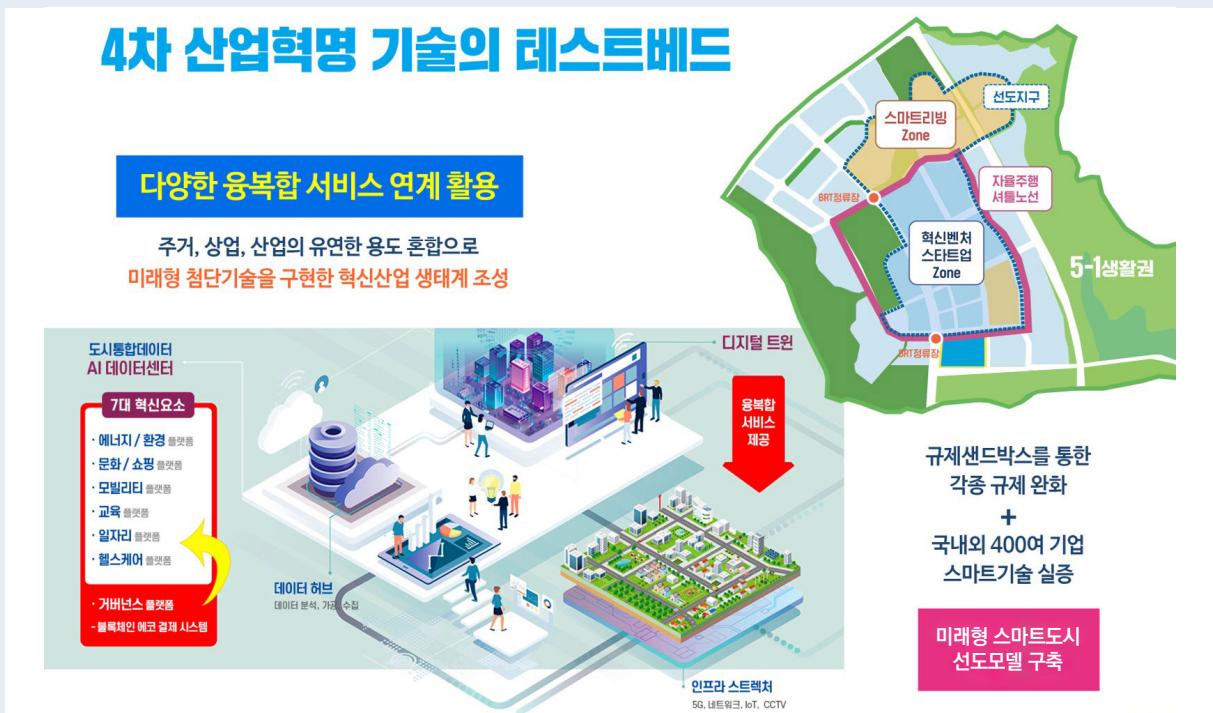 4차 산업혁명 기술의 테스트베드
다양한 융복합 서비스 연계 활용
주거, 상업, 산업의 유연한 용도 혼합으로
미래형 첨단기술을 구현한 혁신산업 생태계 조성
선도지구
스마트리빙
Zone
자율주행
셔틀노선
BRT정류장
혁신벤처
스타트업
Zone
5-1생활권
BRT정류장
도시통합데이터
AI 데이터센터
7대 혁신요소
· 에너지 / 환경 플랫폼
· 문화 / 쇼핑 플랫폼
· 모빌리티 플랫폼
· 교육 플랫폼
· 일자리 플랫폼
· 헬스케어 플랫폼
· 거버넌스 플랫폼
- 블록체인 에코 결제 시스템
디지털 트윈
융복합
서비스
제공
데이터 허브
데이터 분석, 가공, 수집
인프라 스트럭처
5G, 네트워크, IoT, CCTV
규제샌드박스를 통한
각종 규제 완화
+
국내외 400여 기업
스마트기술 실증
미래형 스마트도시
선도모델 구축